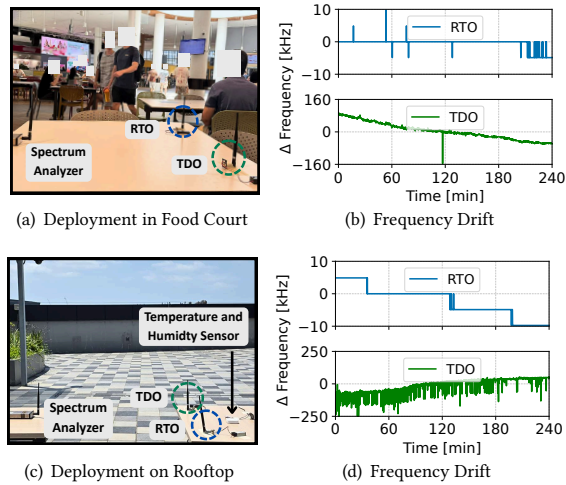 RTO
TDO
Spectrum
Analyzer
(a) Deployment in Food Court
Δ Frequency [kHz]
10
0
−10
RTO
160
0
−160
TDO
0
60
120
180
240
Time [min]
(b) Frequency Drift
Temperature and
Humidty Sensor
TDO
Spectrum
Analyzer
RTO
(c) Deployment on Rooftop
Δ Frequency [kHz]
10
0
−10
RTO
250
0
−250
TDO
0
60
120
180
240
Time [min]
(d) Frequency Drift